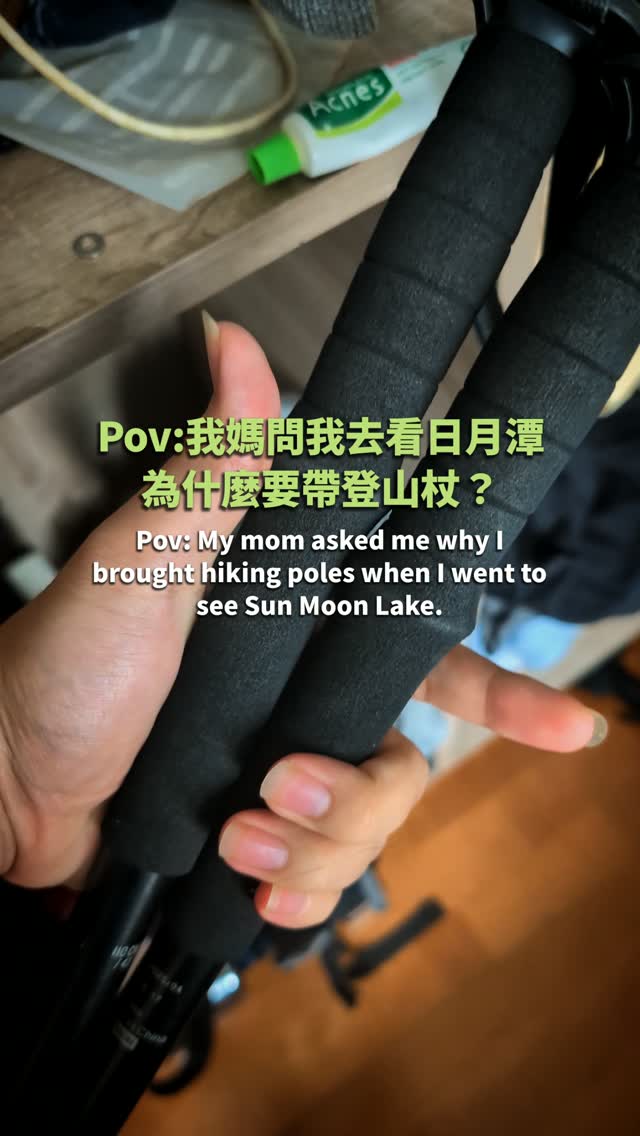 Acnes
Pov:我媽問我去看日月潭
為什麼要帶登山杖？
Pov: My mom asked me why I
brought hiking poles when I went to
see Sun Moon Lake.